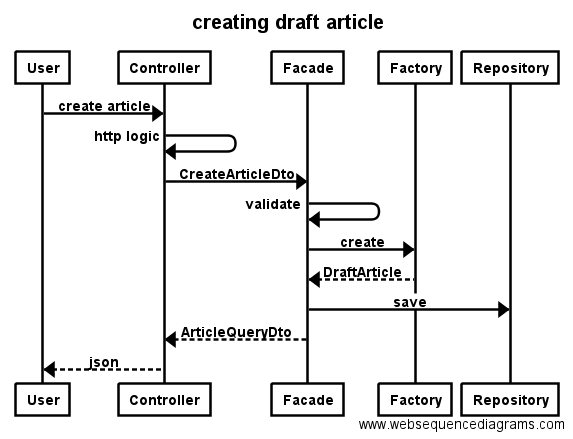 creating draft article
User Controller Facade Factory Repository
create article
http logic
CreateArticleDto
validate
create
DraftArticle
save
ArticleQueryDto
json
User Controller Facade Factory Repository
www.websequencediagrams.com